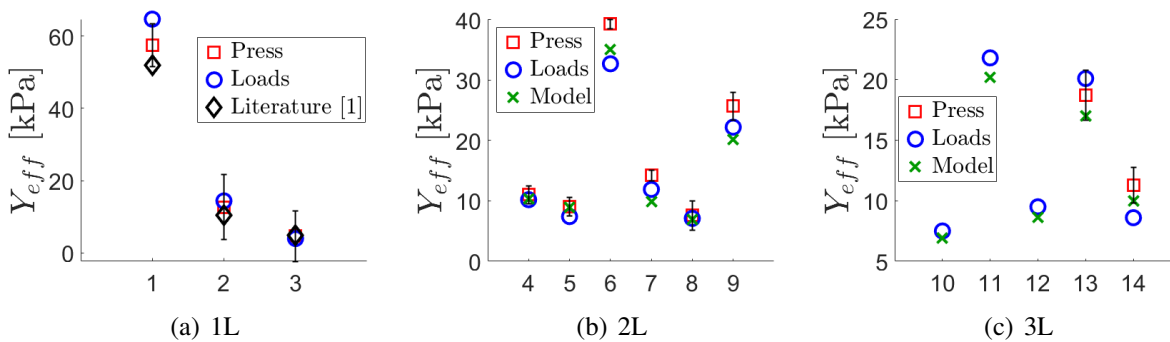 Y_eff [kPa]
60
40
20
0
Press
Loads
Literature [1]
1 2 3
(a) 1L
Y_eff [kPa]
40
30
20
10
0
Press
Loads
Model
4 5 6 7 8 9
(b) 2L
Y_eff [kPa]
25
20
15
10
5
Press
Loads
Model
10 11 12 13 14
(c) 3L